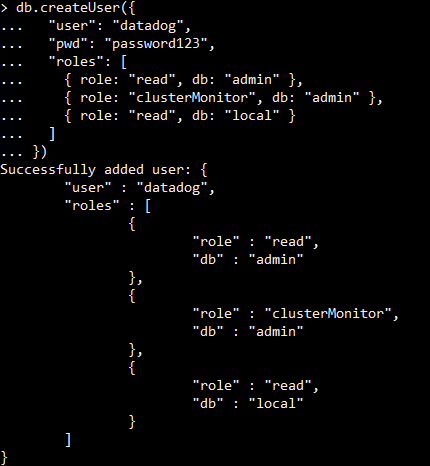 > db.createUser({
...   "user": "datadog",
...   "pwd": "password123",
...   "roles": [
...     { role: "read", db: "admin" },
...     { role: "clusterMonitor", db: "admin" },
...     { role: "read", db: "local" }
...   ]
... })
Successfully added user: {
        "user" : "datadog",
        "roles" : [
                {
                        "role" : "read",
                        "db" : "admin"
                },
                {
                        "role" : "clusterMonitor",
                        "db" : "admin"
                },
                {
                        "role" : "read",
                        "db" : "local"
                }
        ]
}